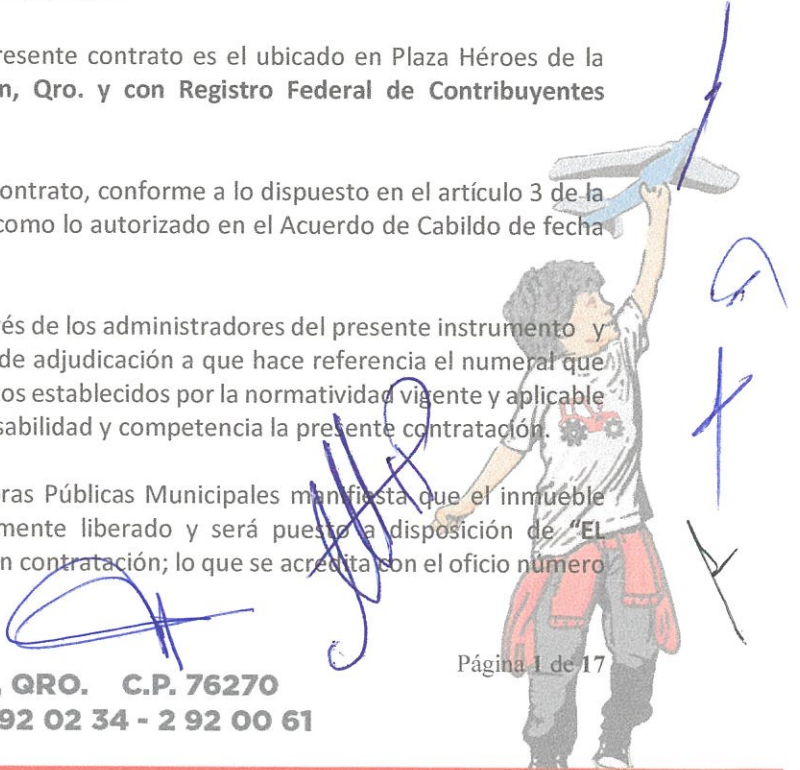 resente contrato es el ubicado en Plaza Héroes de la
n, Qro. y con Registro Federal de Contribuyentes
ontrato, conforme a lo dispuesto en el artículo 3 de la
como lo autorizado en el Acuerdo de Cabildo de fecha
rés de los administradores del presente instrumento y
de adjudicación a que hace referencia el numeral que
os establecidos por la normatividad vigente y aplicable
sabilidad y competencia la presente contratación.
oras Públicas Municipales manifiesta que el inmueble
mente liberado y será puesto a disposición de "EL
n contratación; lo que se acredita con el oficio número
Página 1 de 17
, QRO. C.P. 76270
92 02 34 - 2 92 00 61